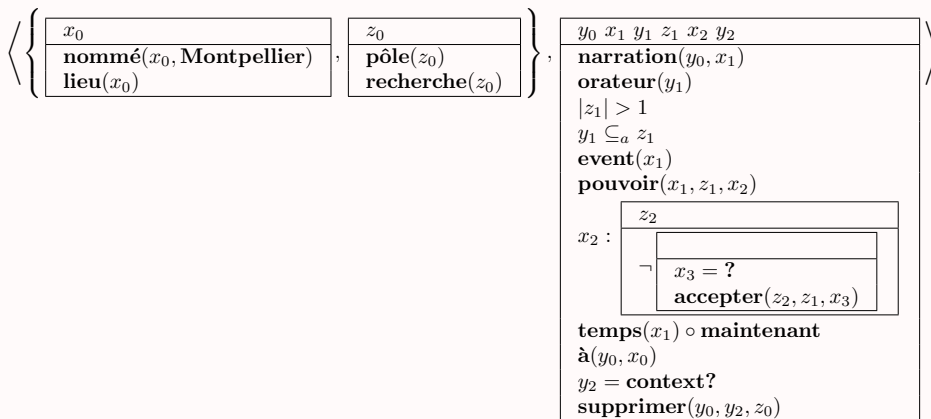 x₀
nommé(x₀, Montpellier)
lieu(x₀)
,
z₀
pôle(z₀)
recherche(z₀)
,
y₀ x₁ y₁ z₁ x₂ y₂
narration(y₀, x₁)
orateur(y₁)
|z₁| > 1
y₁ ⊆ₐ z₁
event(x₁)
pouvoir(x₁, z₁, x₂)
x₂ :
z₂
¬
x₃ = ?
accepter(z₂, z₁, x₃)
temps(x₁) ∘ maintenant
à(y₀, x₀)
y₂ = context?
supprimer(y₀, y₂, z₀)